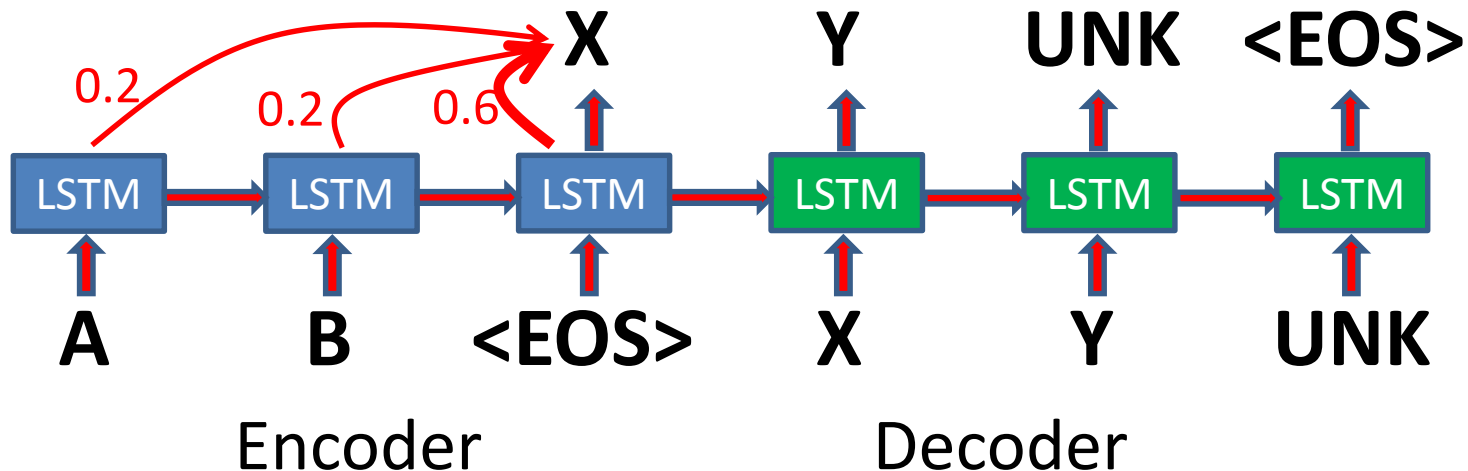 X Y UNK <EOS>
0.2 0.2 0.6
LSTM LSTM LSTM LSTM LSTM LSTM
A B <EOS> X Y UNK
Encoder Decoder